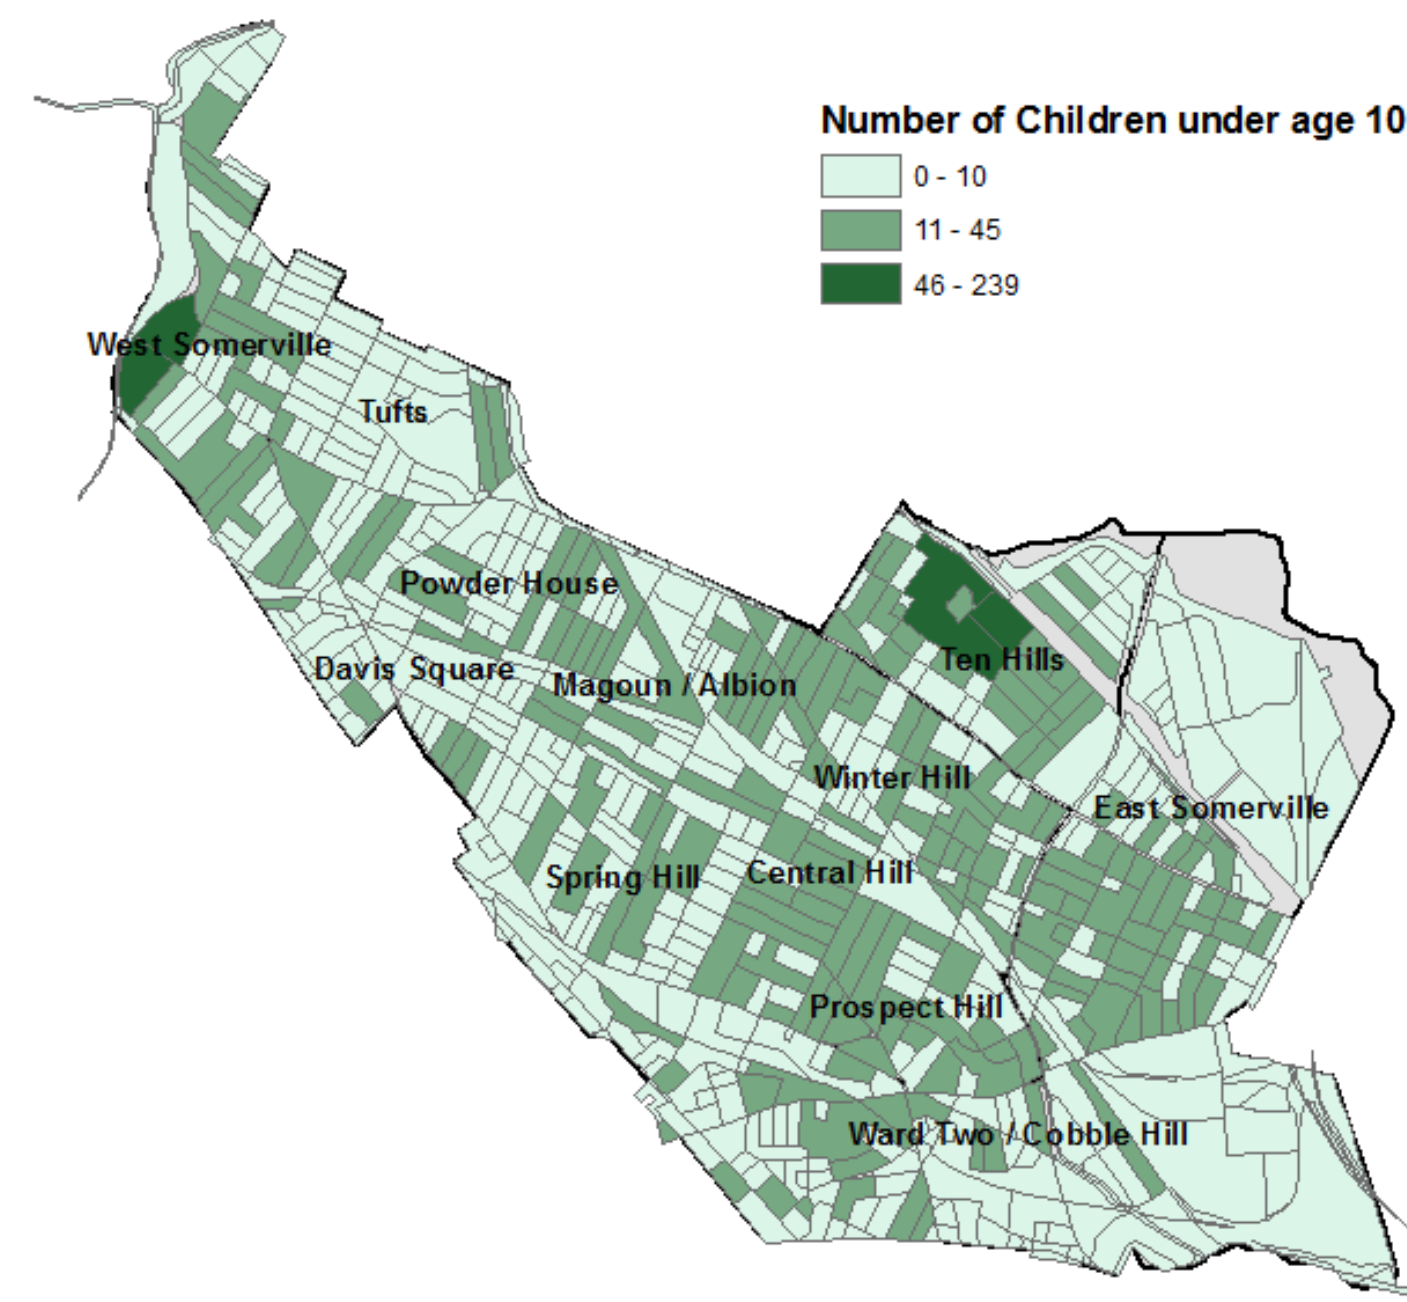 Number of Children under age 10
0 - 10
11 - 45
46 - 239
West Somerville
Tufts
Powder House
Davis Square
Magoun / Albion
Ten Hills
Winter Hill
East Somerville
Spring Hill
Central Hill
Prospect Hill
Ward Two / Cobble Hill